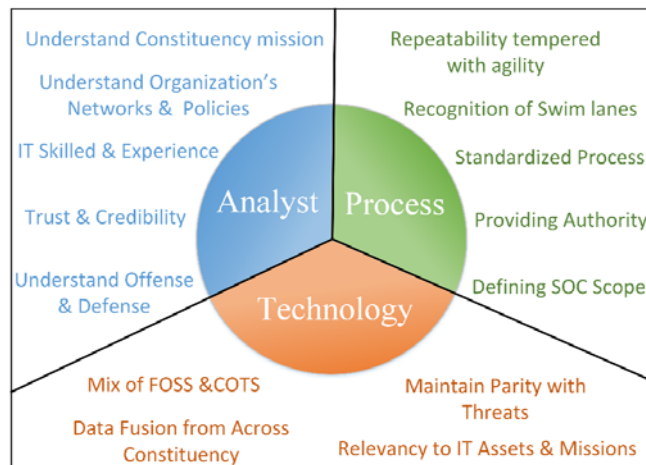 Understand Constituency mission
Understand Organization's
Networks & Policies
IT Skilled & Experience
Trust & Credibility
Understand Offense
& Defense
Analyst
Repeatability tempered
with agility
Recognition of Swim lanes
Standardized Process
Providing Authority
Defining SOC Scope
Process
Technology
Mix of FOSS &COTS
Data Fusion from Across
Constituency
Maintain Parity with
Threats
Relevancy to IT Assets & Missions